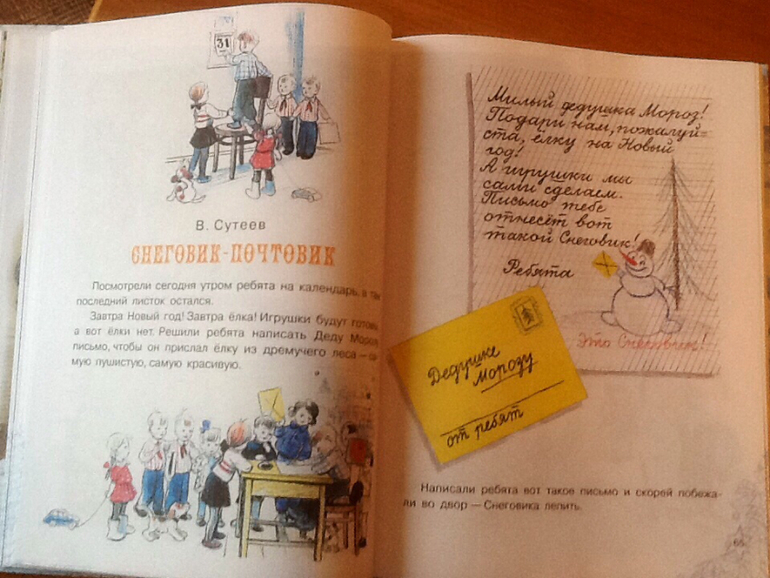 31
В. Сутеев
СНЕГОВИК-ПОЧТОВИК
Посмотрели сегодня утром ребята на календарь, а там
последний листок остался.
Завтра Новый год! Завтра ёлка! Игрушки будут готовы,
а вот ёлки нет. Решили ребята написать Деду Морозу
письмо, чтобы он прислал ёлку из дремучего леса — са-
мую пушистую, самую красивую.
Милый дедушка Мороз!
Подари нам, пожалуй-
ста, ёлку на Новый
год!
А игрушки мы
сами сделаем.
Письмо тебе
отнесёт вот
такой Снеговик!
Ребята
Это Снеговик!
Дедушке
Морозу
от ребят
Написали ребята вот такое письмо и скорей побежа-
ли во двор — Снеговика лепить.